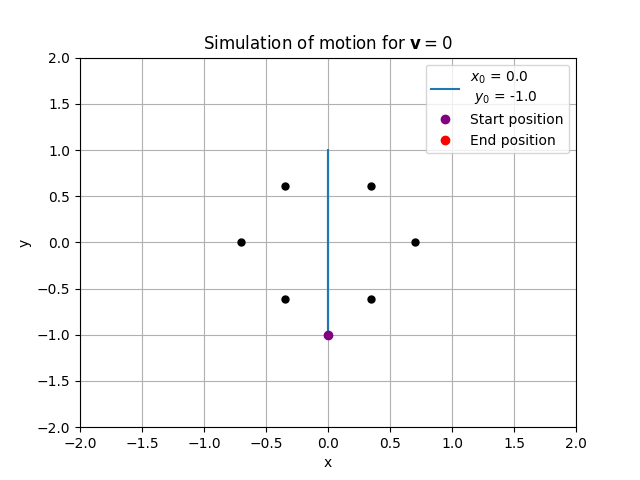 Simulation of motion for v = 0
x₀ = 0.0
y₀ = -1.0
Start position
End position
2.0
1.5
1.0
0.5
0.0
−0.5
−1.0
−1.5
−2.0
y
−2.0 −1.5 −1.0 −0.5 0.0 0.5 1.0 1.5 2.0
x